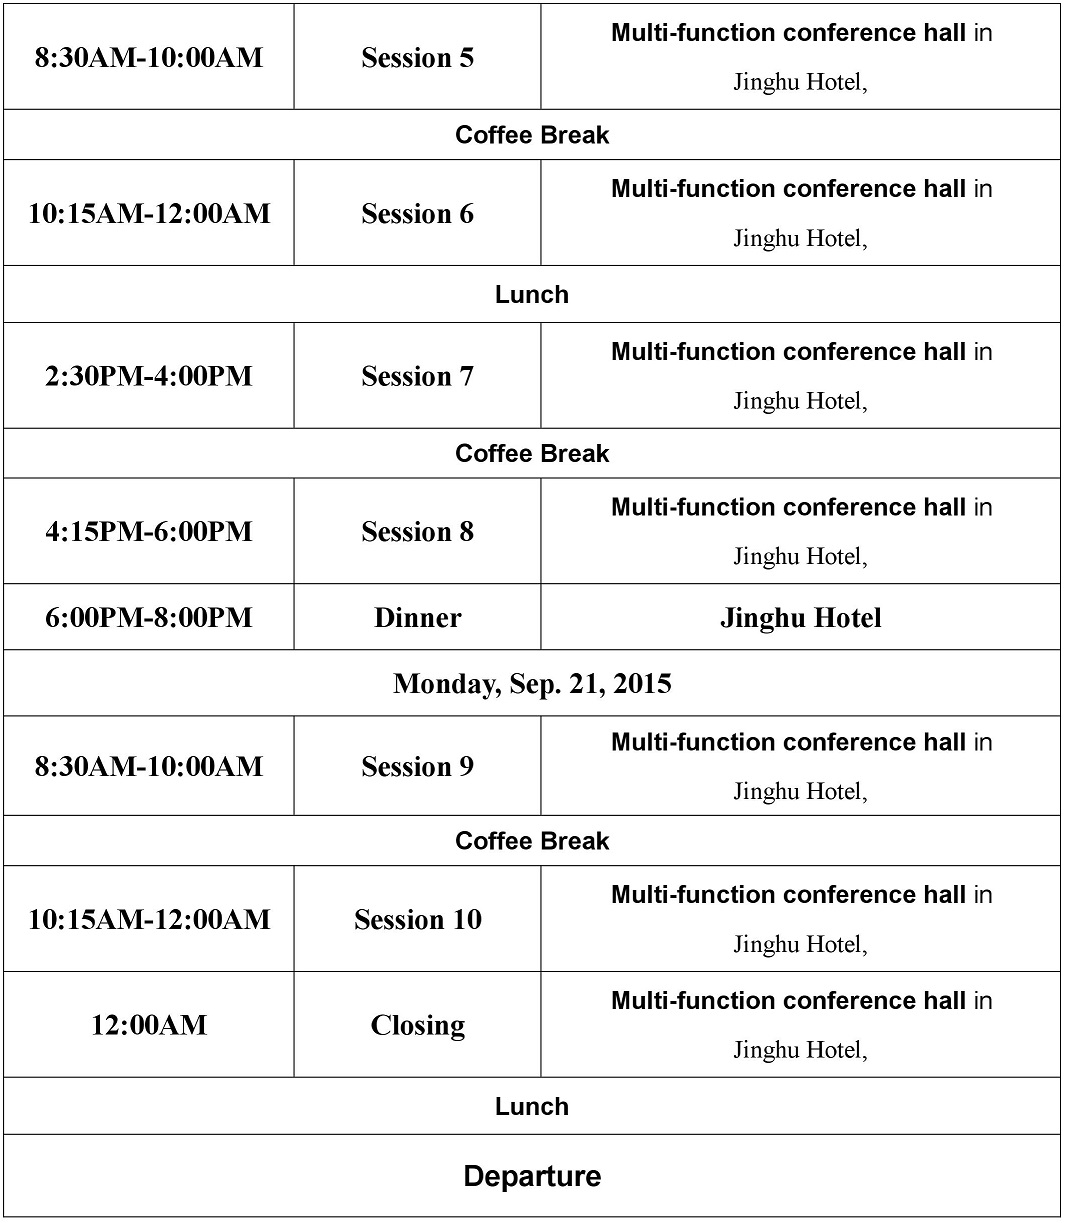 8:30AM-10:00AM
Session 5
Multi-function conference hall in
Jinghu Hotel,
Coffee Break
10:15AM-12:00AM
Session 6
Multi-function conference hall in
Jinghu Hotel,
Lunch
2:30PM-4:00PM
Session 7
Multi-function conference hall in
Jinghu Hotel,
Coffee Break
4:15PM-6:00PM
Session 8
Multi-function conference hall in
Jinghu Hotel,
6:00PM-8:00PM
Dinner
Jinghu Hotel
Monday, Sep. 21, 2015
8:30AM-10:00AM
Session 9
Multi-function conference hall in
Jinghu Hotel,
Coffee Break
10:15AM-12:00AM
Session 10
Multi-function conference hall in
Jinghu Hotel,
12:00AM
Closing
Multi-function conference hall in
Jinghu Hotel,
Lunch
Departure